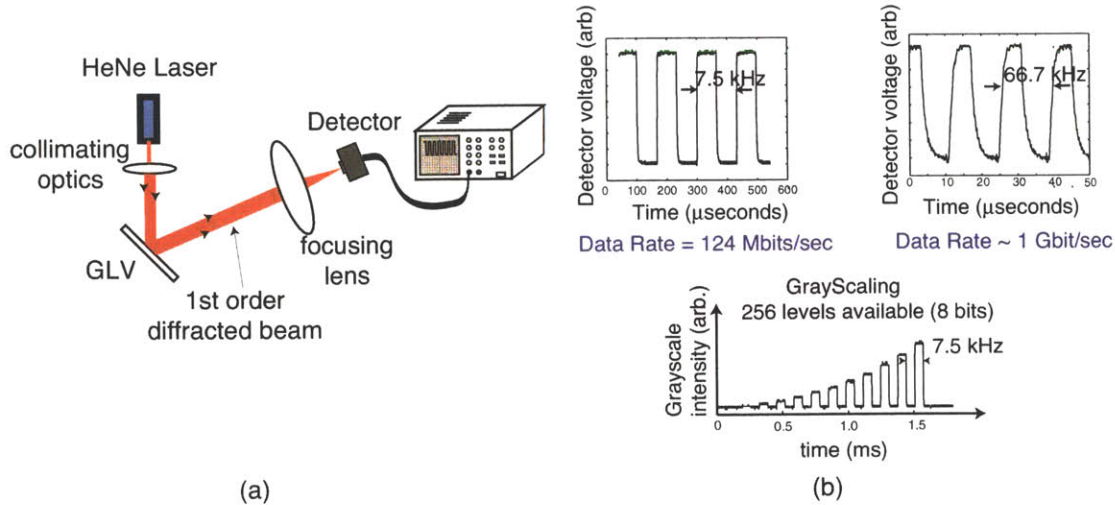 HeNe Laser
collimating
optics
GLV
1st order
diffracted beam
focusing
lens
Detector
(a)
Detector voltage (arb)
7.5 kHz
0 100 200 300 400 500 600
Time (μseconds)
Data Rate = 124 Mbits/sec
Detector voltage (arb)
66.7 kHz
0 10 20 30 40 50
Time (μseconds)
Data Rate ~ 1 Gbit/sec
GrayScaling
256 levels available (8 bits)
Grayscale
intensity (arb.)
7.5 kHz
0 0.5 1.0 1.5
time (ms)
(b)